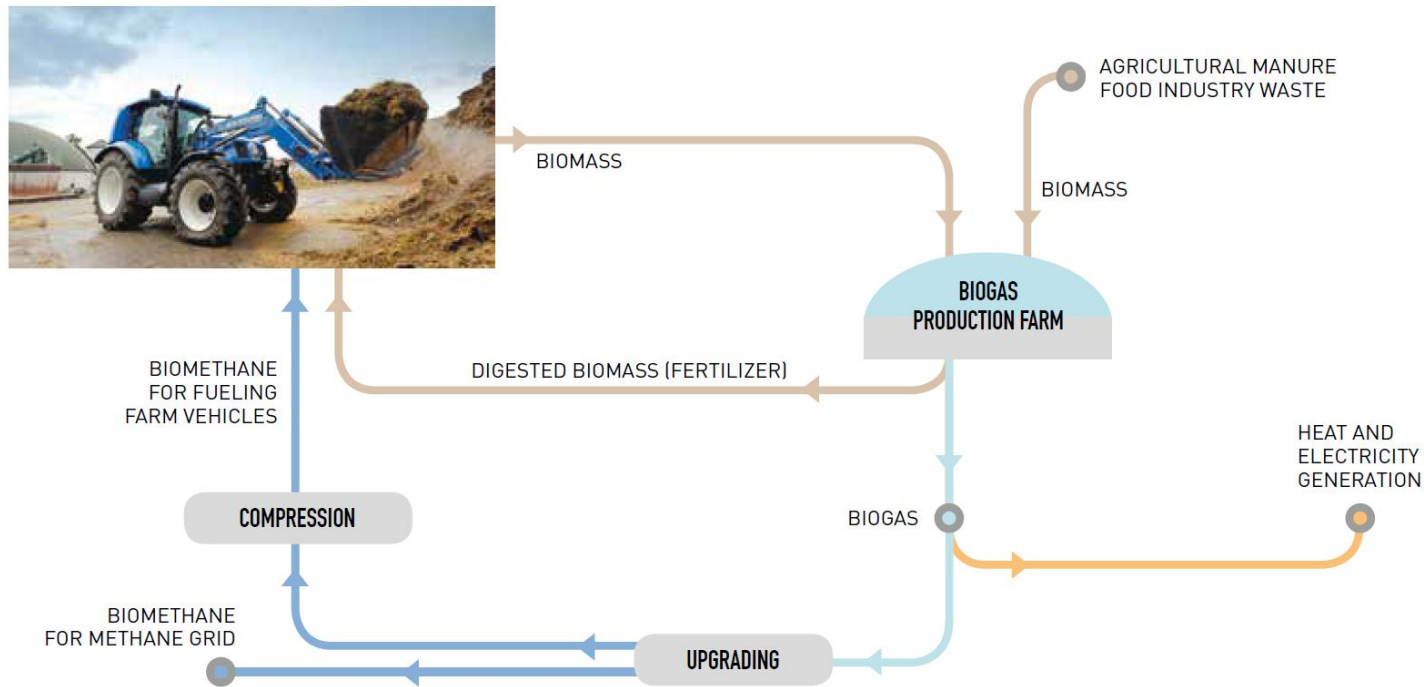 AGRICULTURAL MANURE
FOOD INDUSTRY WASTE
BIOMASS
BIOMASS
BIOGAS
PRODUCTION FARM
DIGESTED BIOMASS (FERTILIZER)
BIOMETHANE
FOR FUELING
FARM VEHICLES
HEAT AND
ELECTRICITY
GENERATION
COMPRESSION
BIOGAS
BIOMETHANE
FOR METHANE GRID
UPGRADING